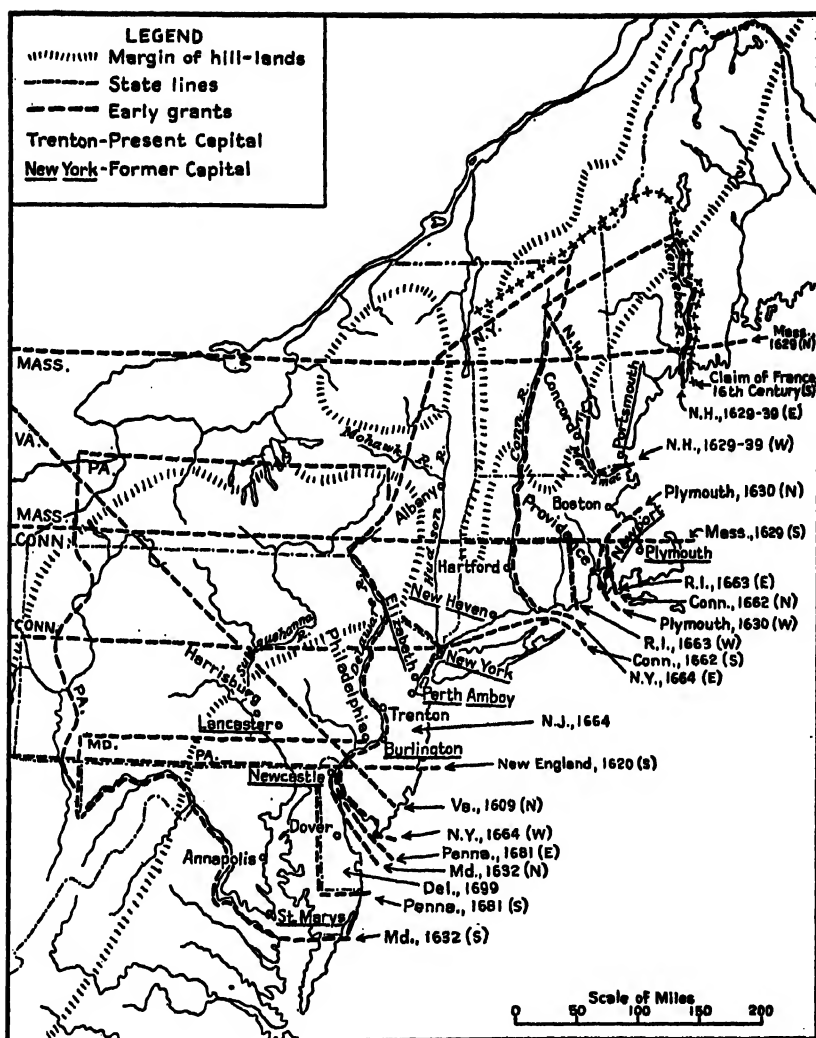 LEGEND
Margin of hill-lands
State lines
Early grants
Trenton-Present Capital
New York-Former Capital
Kennebec R.
N.Y.
N.H.
Mass. 
1629 (N)
MASS.
Claim of France
16th Century (S)
N.H., 1629-39 (E)
Conn. R.
Concord
Merrimac
Portsmouth
VA.
Mohawk R.
N.H., 1629-39 (W)
PA.
Albany
Hudson R.
Boston
Plymouth, 1630 (N)
MASS.
Providence
Newport
Mass., 1629 (S)
CONN.
Plymouth
Hartford
R.I., 1663 (E)
New Haven
Conn., 1662 (N)
Plymouth, 1630 (W)
CONN.
Susquehanna R.
Delaware R.
Elizabeth
R.I., 1663 (W)
New York
Conn., 1662 (S)
Harrisburg
Philadelphia
N.Y., 1664 (E)
PA.
Perth Amboy
Lancaster
Trenton
N.J., 1664
MD.
PA.
Burlington
Newcastle
New England, 1620 (S)
Va., 1609 (N)
Dover
N.Y., 1664 (W)
Annapolis
Penna., 1681 (E)
Md., 1632 (N)
Del., 1699
St. Marys
Penna., 1681 (S)
Md., 1632 (S)
Scale of Miles
0 50 100 150 200